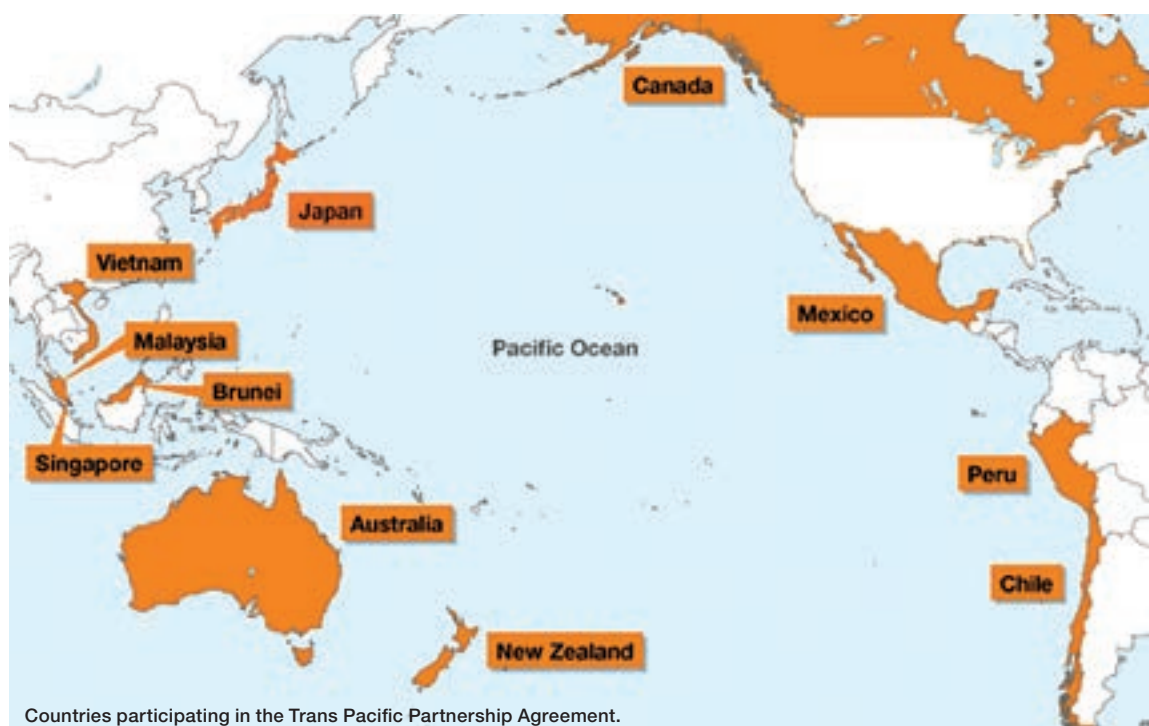 Canada
Japan
Vietnam
Mexico
Malaysia
Pacific Ocean
Brunei
Singapore
Peru
Australia
Chile
New Zealand
Countries participating in the Trans Pacific Partnership Agreement.